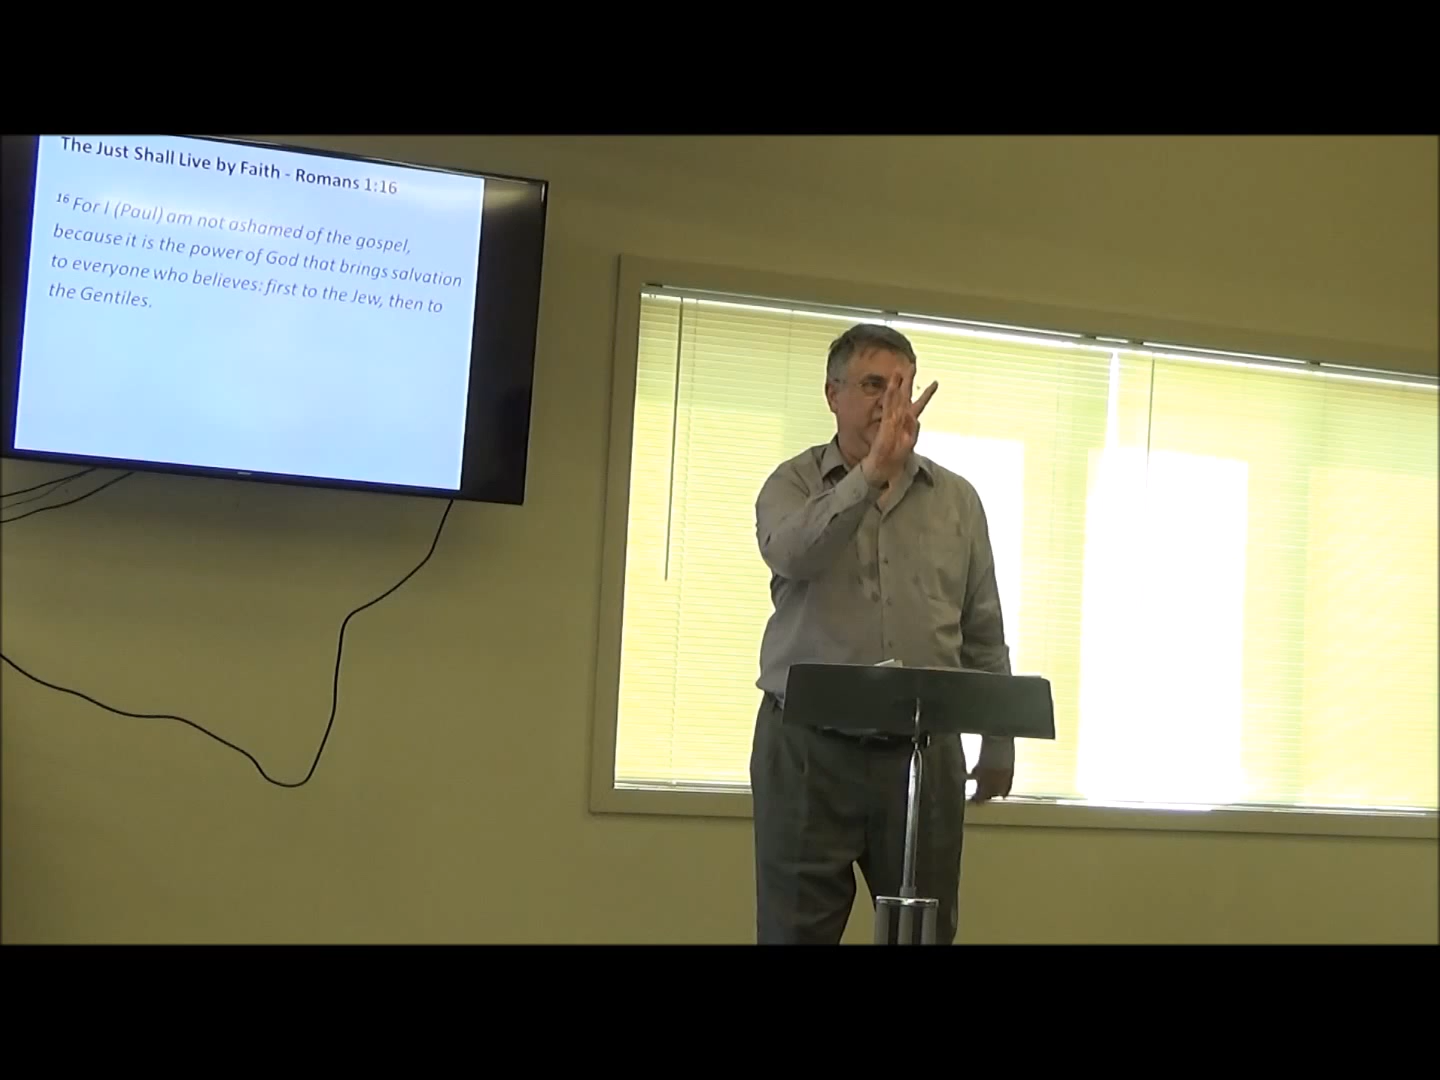 The Just Shall Live by Faith - Romans 1:16
16 For I (Paul) am not ashamed of the gospel,
because it is the power of God that brings salvation
to everyone who believes: first to the Jew, then to
the Gentiles.